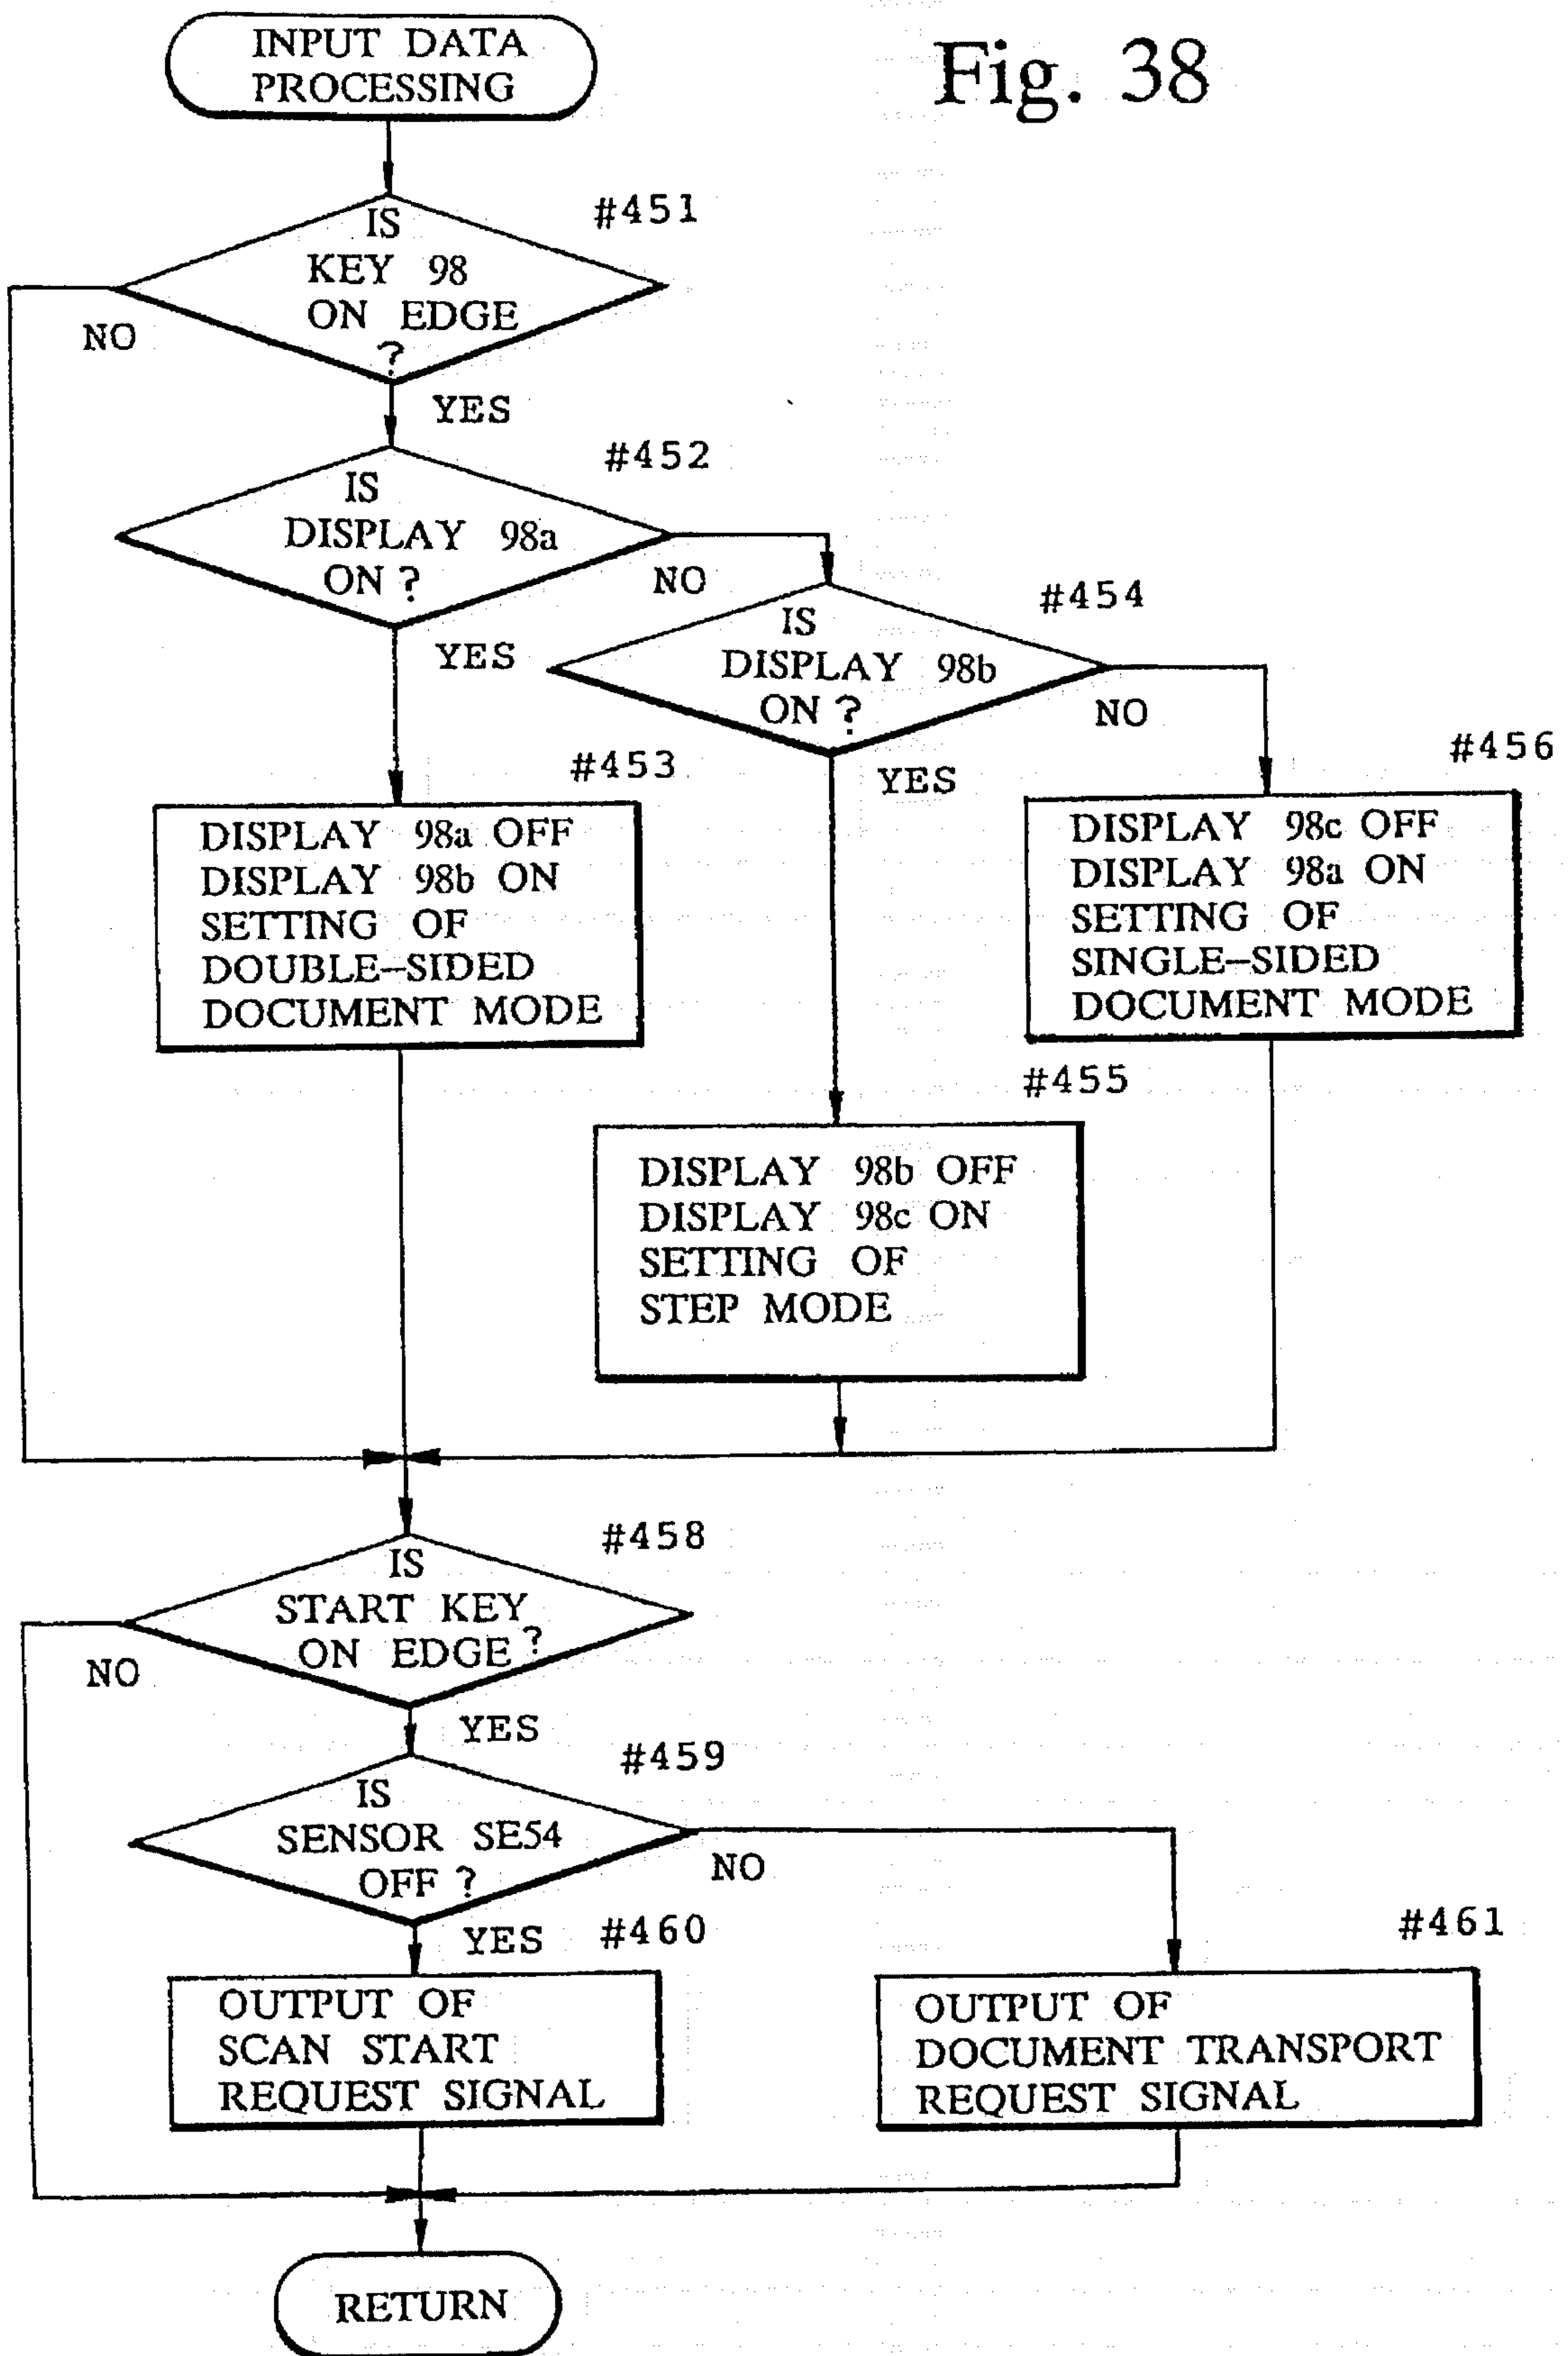 Fig. 38
INPUT DATA
PROCESSING
#451
IS
KEY 98
ON EDGE
?
NO
YES
#452
IS
DISPLAY 98a
ON ?
NO
YES
#454
IS
DISPLAY 98b
ON ?
NO
YES
#453
DISPLAY 98a OFF
DISPLAY 98b ON
SETTING OF
DOUBLE-SIDED
DOCUMENT MODE
#456
DISPLAY 98c OFF
DISPLAY 98a ON
SETTING OF
SINGLE-SIDED
DOCUMENT MODE
#455
DISPLAY 98b OFF
DISPLAY 98c ON
SETTING OF
STEP MODE
#458
IS
START KEY
ON EDGE ?
NO
YES
#459
IS
SENSOR SE54
OFF ?
NO
YES
#460
OUTPUT OF
SCAN START
REQUEST SIGNAL
#461
OUTPUT OF
DOCUMENT TRANSPORT
REQUEST SIGNAL
RETURN